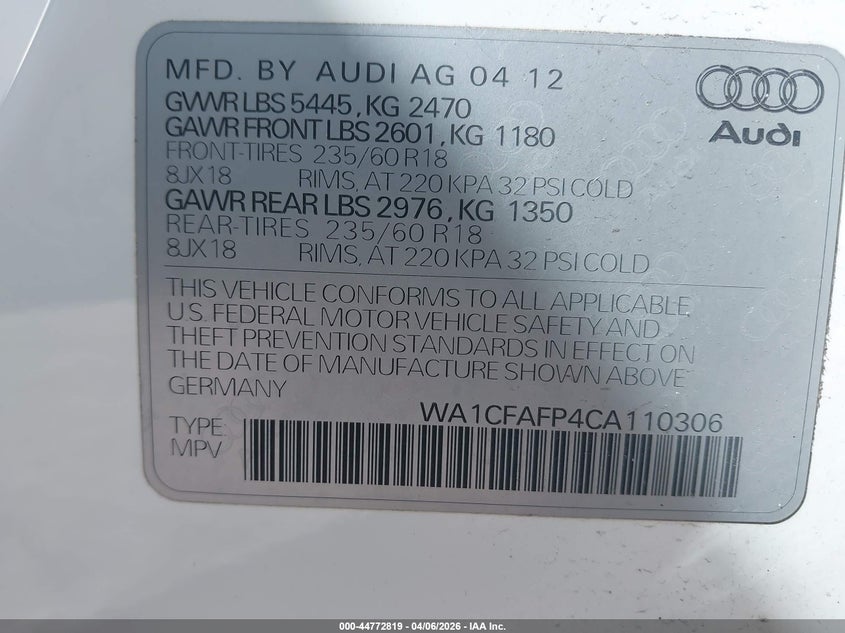 MFD. BY AUDI AG 04 12
GVWR LBS 5445, KG 2470
GAWR FRONT LBS 2601, KG 1180
FRONT-TIRES 235/60 R18
8JX18 RIMS, AT 220 KPA 32 PSI COLD
GAWR REAR LBS 2976, KG 1350
REAR-TIRES 235/60 R18
8JX18 RIMS, AT 220 KPA 32 PSI COLD
Audi
THIS VEHICLE CONFORMS TO ALL APPLICABLE
U.S. FEDERAL MOTOR VEHICLE SAFETY AND
THEFT PREVENTION STANDARDS IN EFFECT ON
THE DATE OF MANUFACTURE SHOWN ABOVE
GERMANY
WA1CFAFP4CA110306
TYPE:
MPV
000-44772819 - 04/06/2026 - IAA Inc.